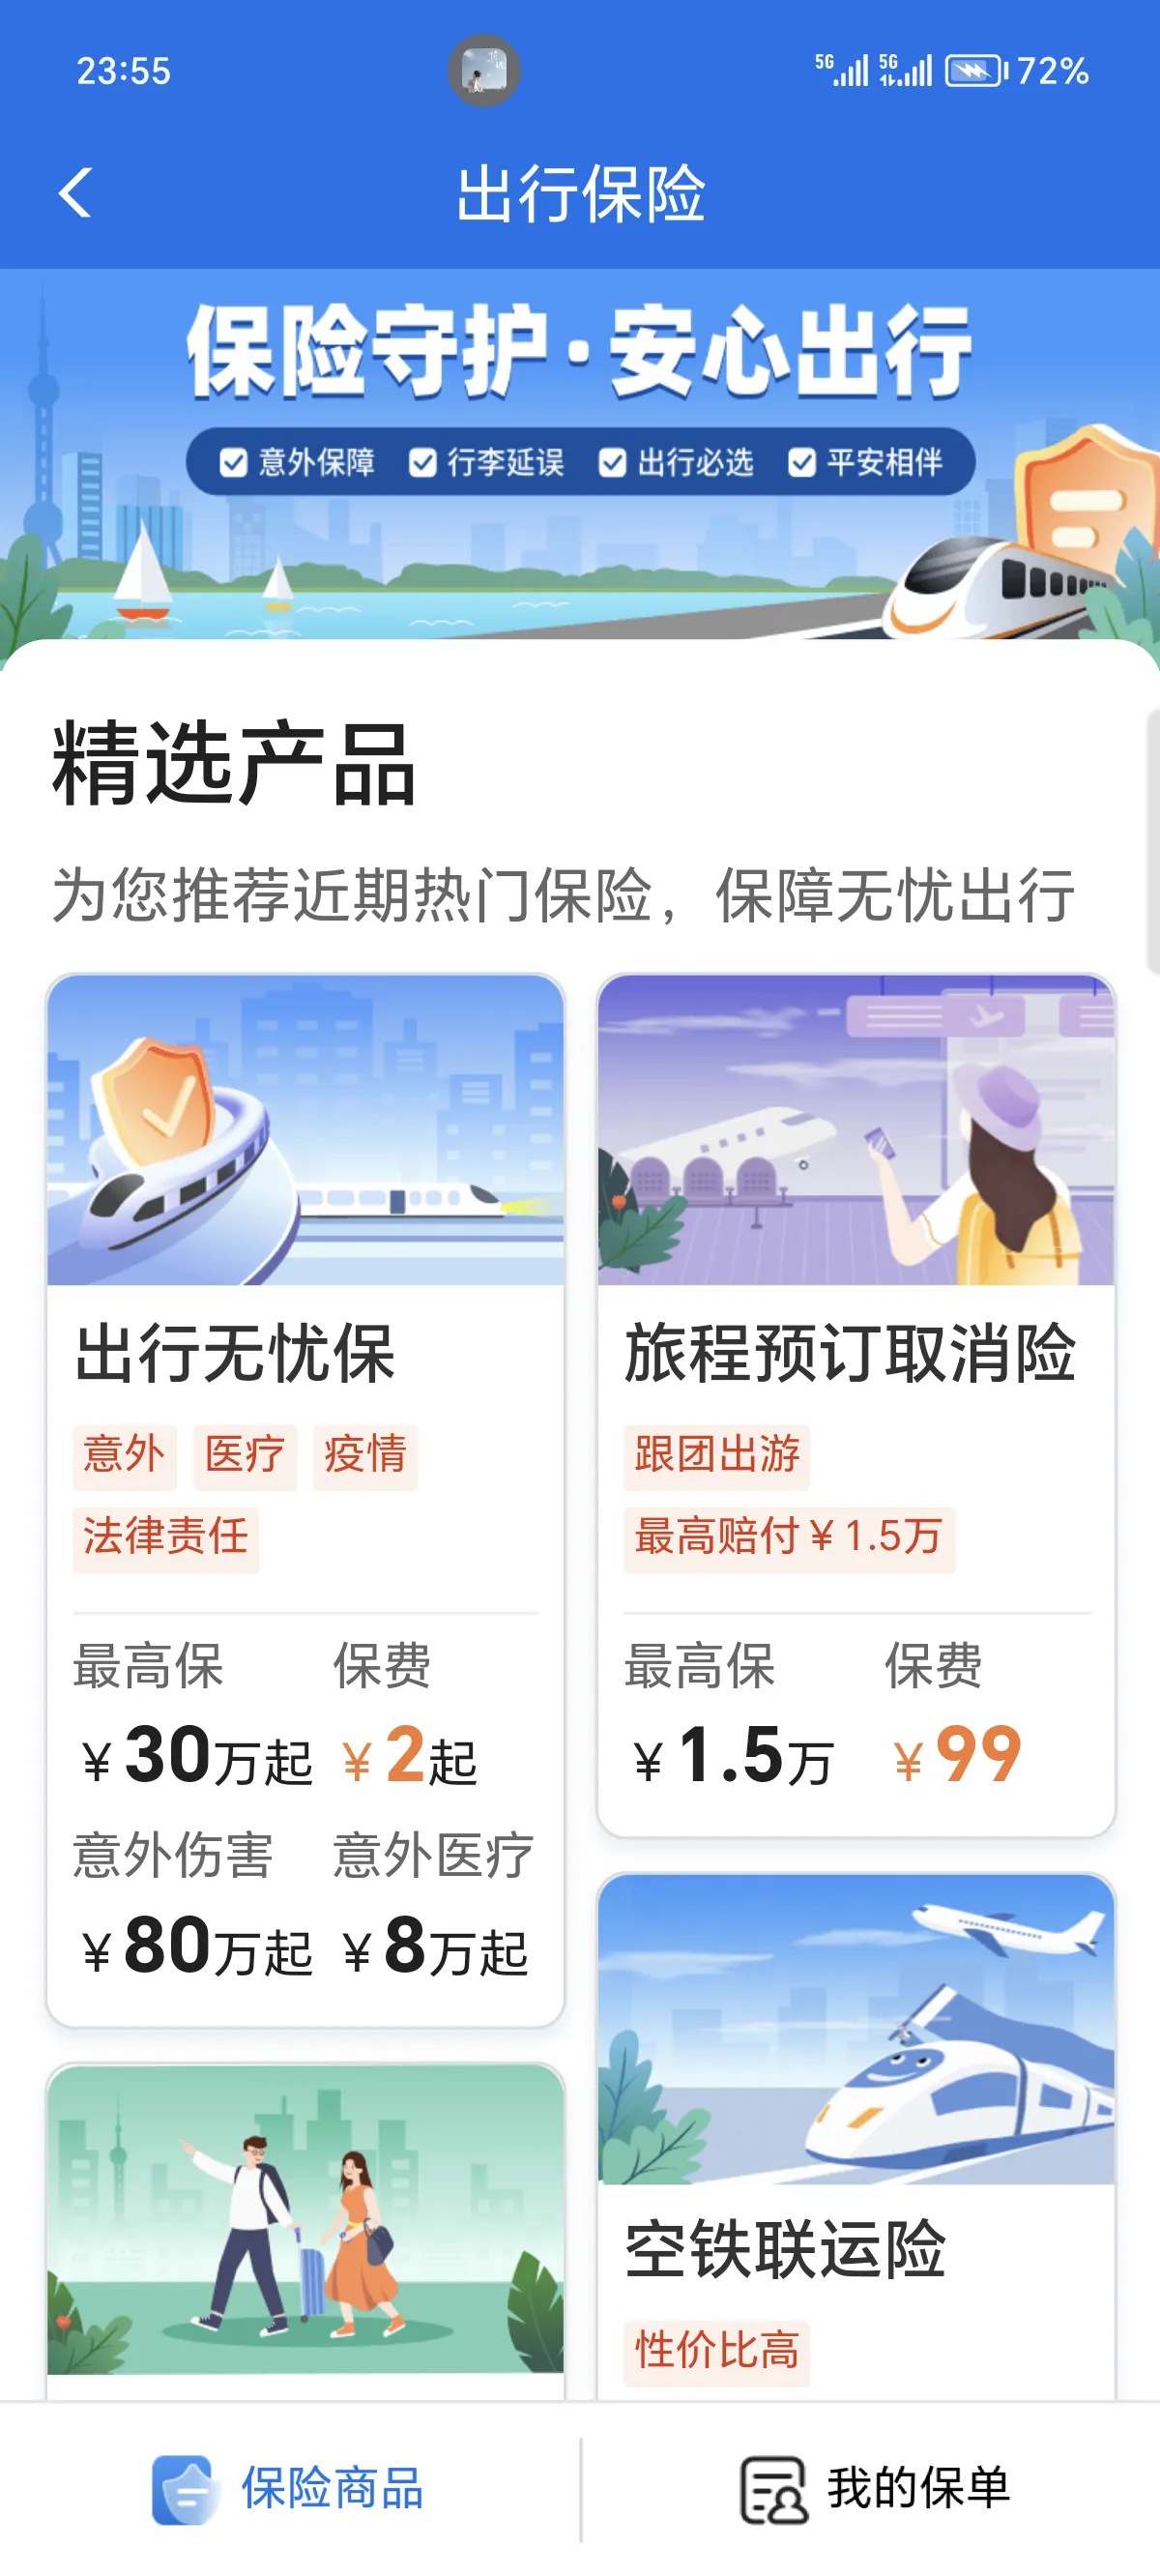 23:55
5G 5G 72%
出行保险
保险守护·安心出行
意外保障 行李延误 出行必选 平安相伴
精选产品
为您推荐近期热门保险，保障无忧出行
出行无忧保
意外 医疗 疫情
法律责任
最高保 保费
¥30万起 ¥2起
意外伤害 意外医疗
¥80万起 ¥8万起
旅程预订取消险
跟团出游
最高赔付¥1.5万
最高保 保费
¥1.5万 ¥99
空铁联运险
性价比高
保险商品 我的保单